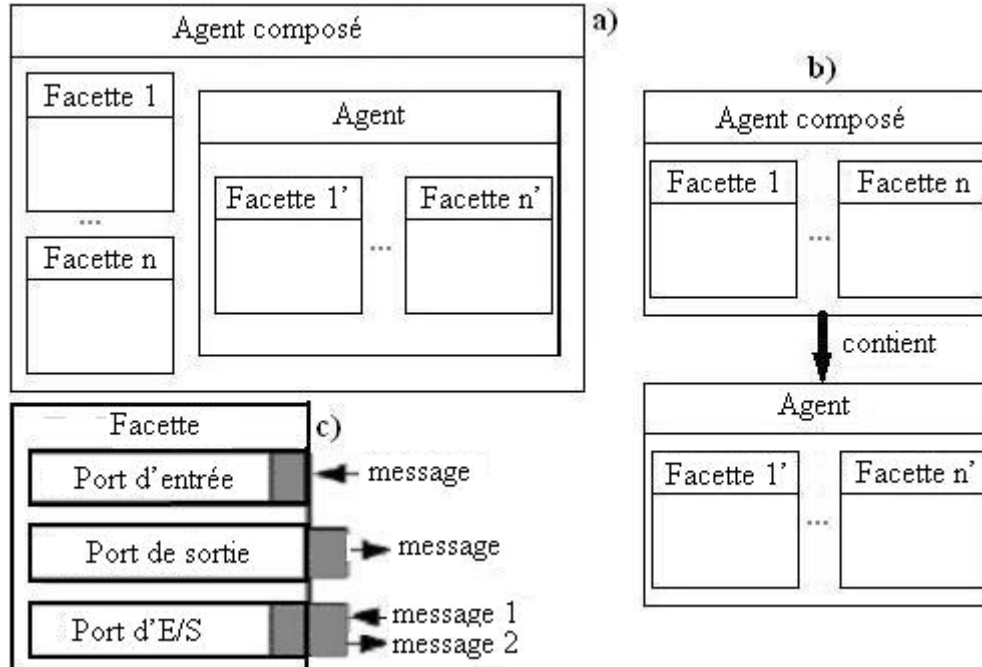 Agent composé
a)
Facette 1
Agent
Facette 1’
...
Facette n’
...
Facette n
b)
Agent composé
Facette 1
...
Facette n
contient
Agent
Facette 1’
...
Facette n’
c)
Facette
Port d’entrée
message
Port de sortie
message
Port d’E/S
message 1
message 2